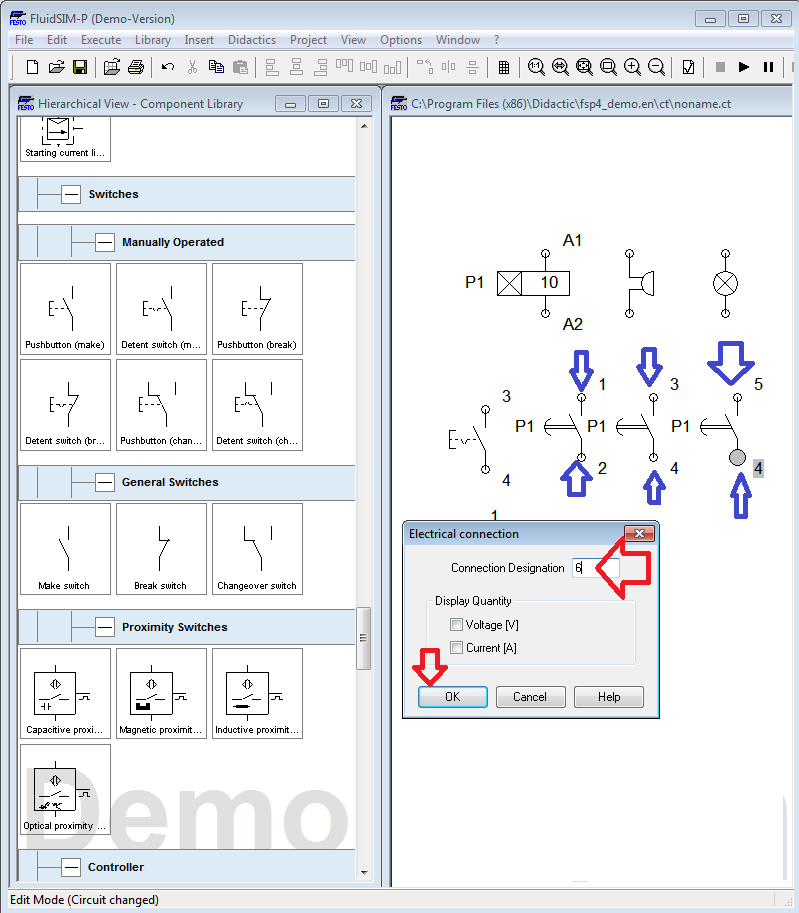 FluidSIM-P (Demo-Version)
File Edit Execute Library Insert Didactics Project View Options Window ?
FESTO Hierarchical View - Component Library
FESTO C:\Program Files (x86)\Didactic\fsp4_demo.en\ct\noname.ct
Starting current li...
Switches
Manually Operated
Pushbutton (make) Detent switch (m... Pushbutton (break)
Detent switch (br... Pushbutton (chan... Detent switch (ch...
General Switches
Make switch Break switch Changeover switch
Proximity Switches
Capacitive proxi... Magnetic proximit... Inductive proximit...
Optical proximity ...
Demo
Controller
A1
P1 10
A2
3 1 3 5
P1 P1 P1
4 2 4 4
1
Electrical connection
Connection Designation 6
Display Quantity
Voltage [V]
Current [A]
OK Cancel Help
Edit Mode (Circuit changed)